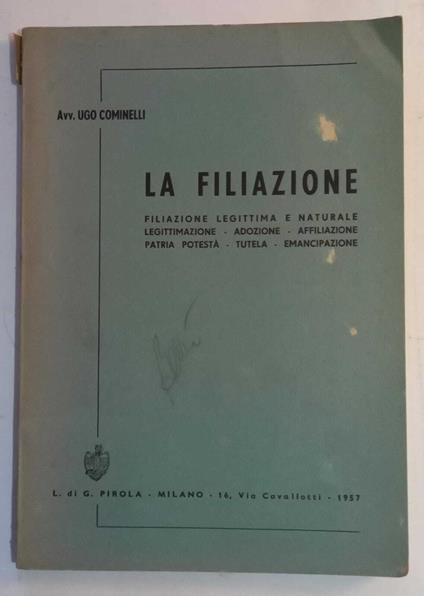 Avv. UGO COMINELLI
LA FILIAZIONE
FILIAZIONE LEGITTIMA E NATURALE
LEGITTIMAZIONE - ADOZIONE - AFFILIAZIONE
PATRIA POTESTÀ - TUTELA - EMANCIPAZIONE
L. di G. PIROLA - MILANO - 16, Via Cavallotti - 1957